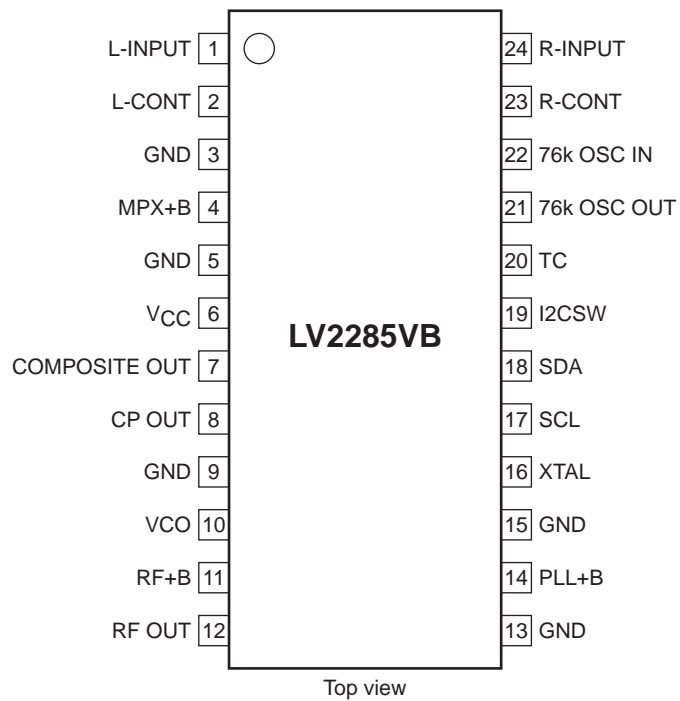 L-INPUT 1
L-CONT 2
GND 3
MPX+B 4
GND 5
VCC 6
COMPOSITE OUT 7
CP OUT 8
GND 9
VCO 10
RF+B 11
RF OUT 12
LV2285VB
24 R-INPUT
23 R-CONT
22 76k OSC IN
21 76k OSC OUT
20 TC
19 I2CSW
18 SDA
17 SCL
16 XTAL
15 GND
14 PLL+B
13 GND
Top view